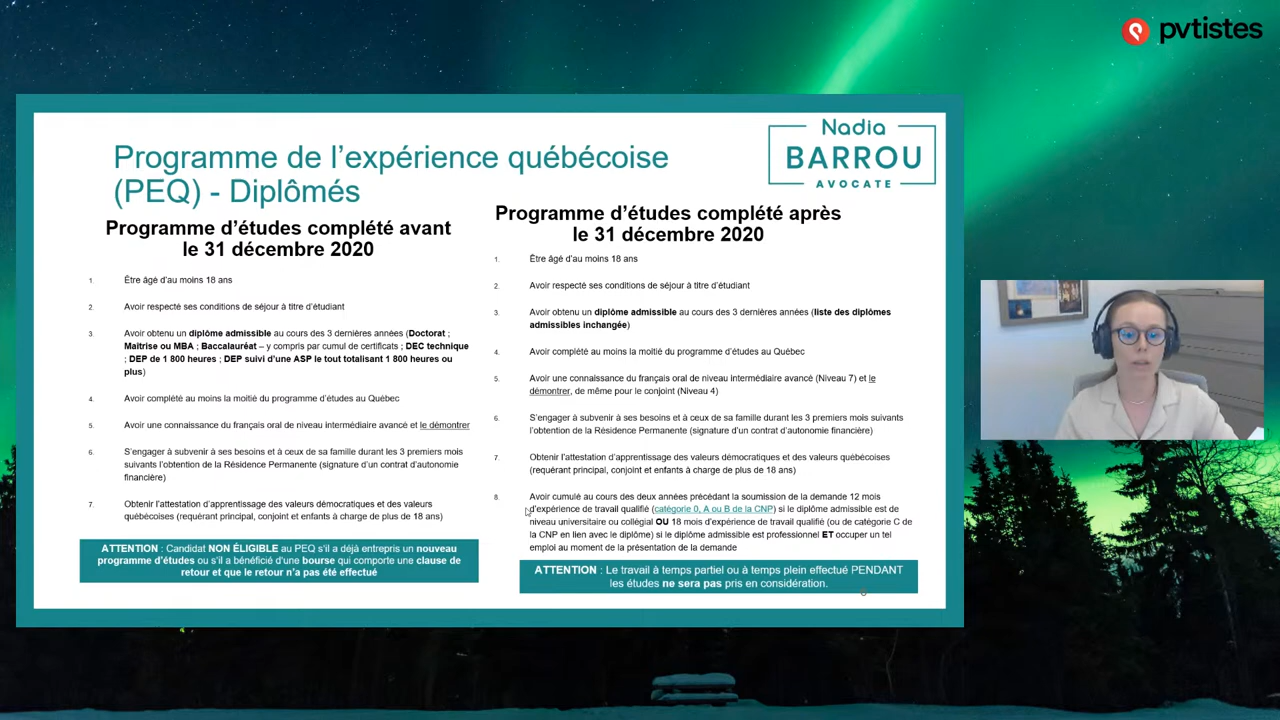 pvtistes
Nadia
BARROU
AVOCATE
Programme de l'expérience québécoise
(PEQ) - Diplômés
Programme d'études complété avant
le 31 décembre 2020
1. Être âgé d'au moins 18 ans
2. Avoir respecté ses conditions de séjour à titre d'étudiant
3. Avoir obtenu un diplôme admissible au cours des 3 dernières années (Doctorat ;
Maîtrise ou MBA ; Baccalauréat – y compris par cumul de certificats ; DEC technique
; DEP de 1 800 heures ; DEP suivi d'une ASP le tout totalisant 1 800 heures ou
plus)
4. Avoir complété au moins la moitié du programme d'études au Québec
5. Avoir une connaissance du français oral de niveau intermédiaire avancé et le démontrer
6. S'engager à subvenir à ses besoins et à ceux de sa famille durant les 3 premiers mois
suivants l'obtention de la Résidence Permanente (signature d'un contrat d'autonomie
financière)
7. Obtenir l'attestation d'apprentissage des valeurs démocratiques et des valeurs
québécoises (requérant principal, conjoint et enfants à charge de plus de 18 ans)
ATTENTION : Candidat NON ÉLIGIBLE au PEQ s'il a déjà entrepris un nouveau
programme d'études ou s'il a bénéficié d'une bourse qui comporte une clause de
retour et que le retour n'a pas été effectué
Programme d'études complété après
le 31 décembre 2020
1. Être âgé d'au moins 18 ans
2. Avoir respecté ses conditions de séjour à titre d'étudiant
3. Avoir obtenu un diplôme admissible au cours des 3 dernières années (liste des diplômes
admissibles inchangée)
4. Avoir complété au moins la moitié du programme d'études au Québec
5. Avoir une connaissance du français oral de niveau intermédiaire avancé (Niveau 7) et le
démontrer, de même pour le conjoint (Niveau 4)
6. S'engager à subvenir à ses besoins et à ceux de sa famille durant les 3 premiers mois suivants
l'obtention de la Résidence Permanente (signature d'un contrat d'autonomie financière)
7. Obtenir l'attestation d'apprentissage des valeurs démocratiques et des valeurs québécoises
(requérant principal, conjoint et enfants à charge de plus de 18 ans)
8. Avoir cumulé au cours des deux années précédant la soumission de la demande 12 mois
d'expérience de travail qualifié (catégorie 0, A ou B de la CNP) si le diplôme admissible est de
niveau universitaire ou collégial OU 18 mois d'expérience de travail qualifié (ou de catégorie C de
la CNP en lien avec le diplôme) si le diplôme admissible est professionnel ET occuper un tel
emploi au moment de la présentation de la demande
ATTENTION : Le travail à temps partiel ou à temps plein effectué PENDANT
les études ne sera pas pris en considération.